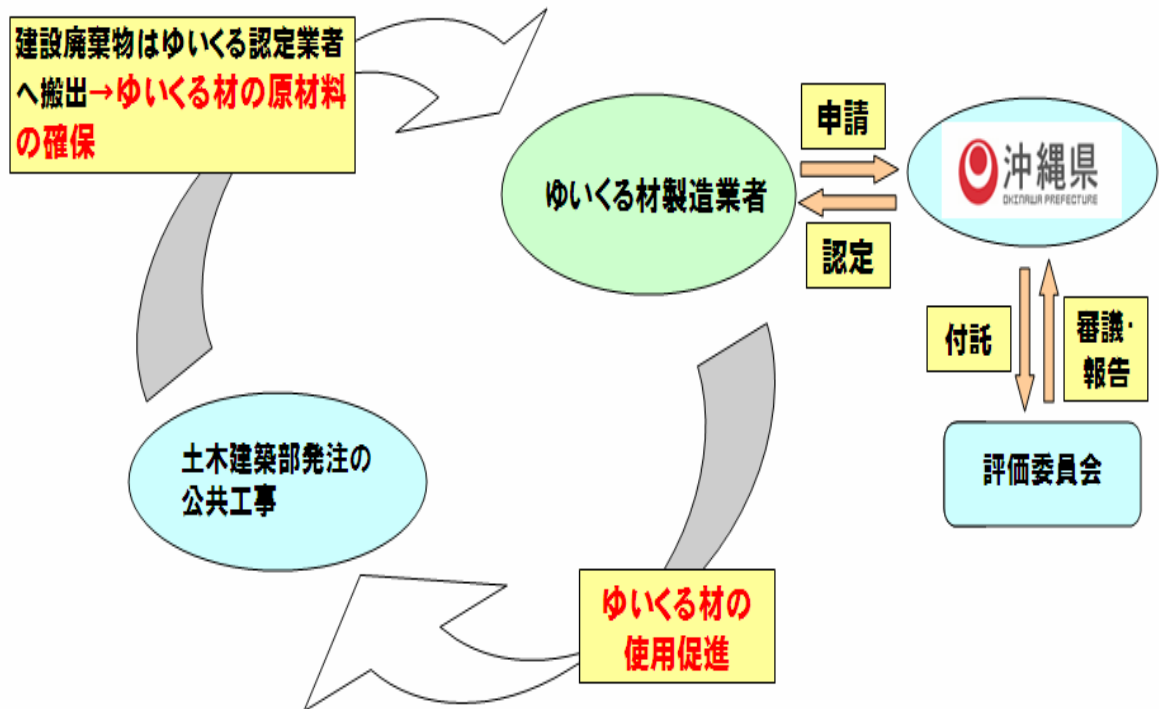 建設廃棄物はゆいくる認定業者
へ搬出→ゆいくる材の原材料
の確保
ゆいくる材製造業者
申請
認定
沖縄県
OKINAWA PREFECTURE
付託
審議・
報告
評価委員会
土木建築部発注の
公共工事
ゆいくる材の
使用促進